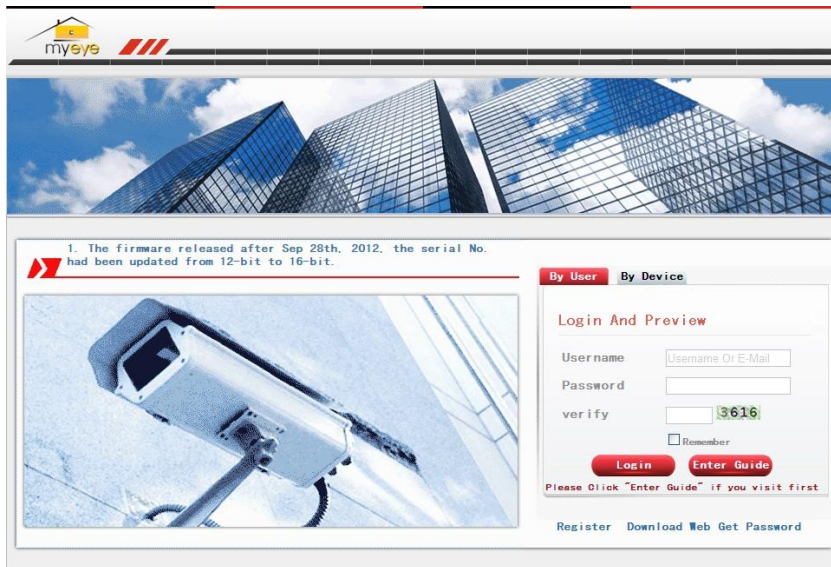 myeye
1. The firmware released after Sep 28th, 2012, the serial No.
had been updated from 12-bit to 16-bit.
By User By Device
Login And Preview
Username Username Or E-Mail
Password
verify 3616
Remember
Login Enter Guide
Please Click "Enter Guide" if you visit first
Register Download Web Get Password